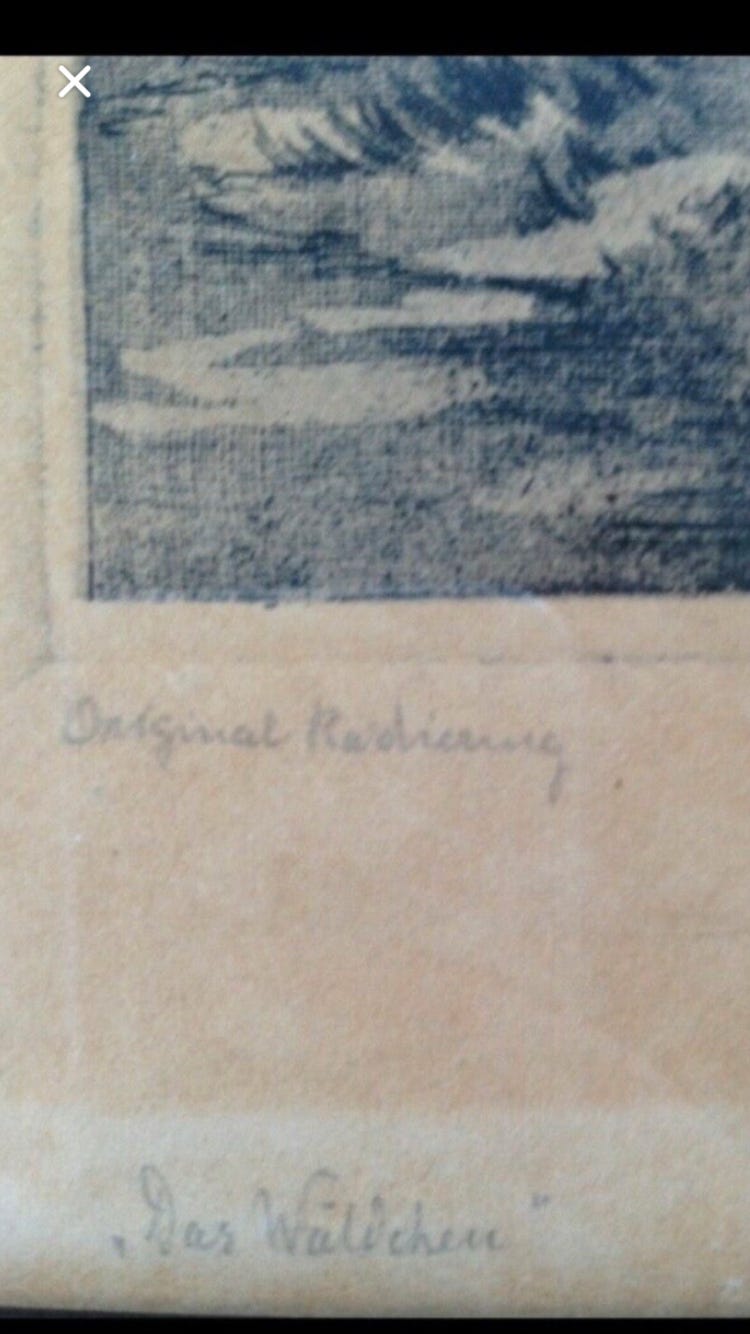 Original Radierung
„Das Wäldchen"